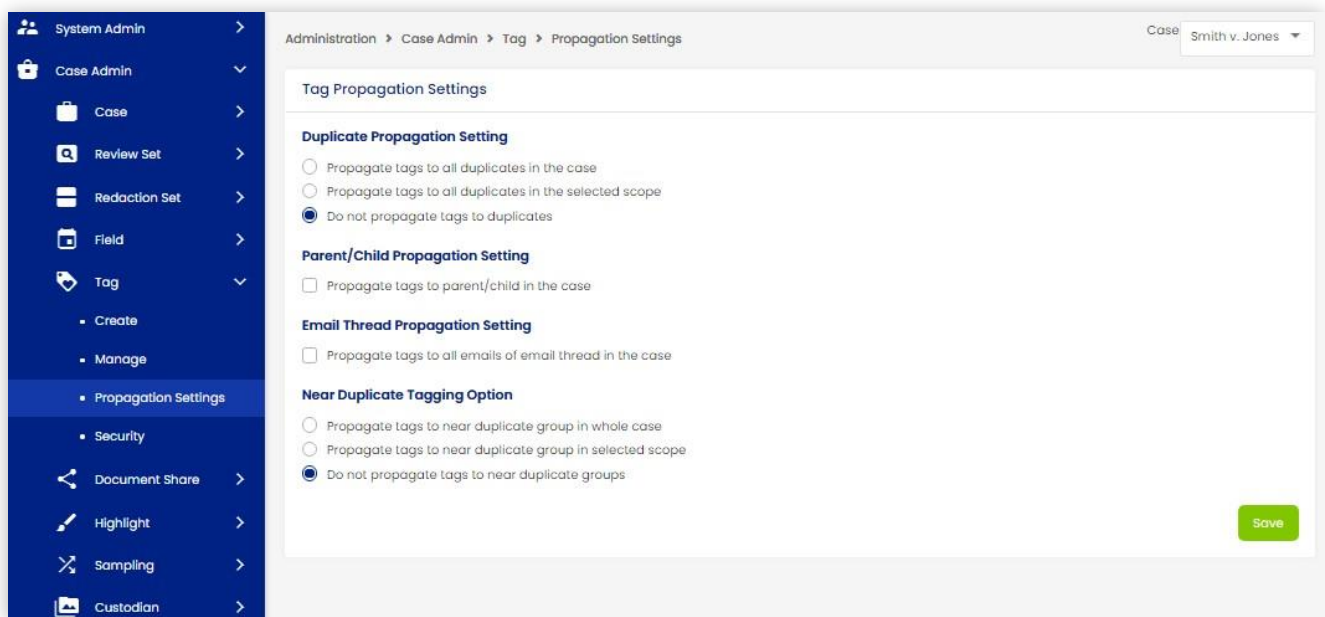 System Admin
Case Admin
Case
Review Set
Redaction Set
Field
Tag
Create
Manage
Propagation Settings
Security
Document Share
Highlight
Sampling
Custodian
Administration > Case Admin > Tag > Propagation Settings
Case Smith v. Jones
Tag Propagation Settings
Duplicate Propagation Setting
Propagate tags to all duplicates in the case
Propagate tags to all duplicates in the selected scope
Do not propagate tags to duplicates
Parent/Child Propagation Setting
Propagate tags to parent/child in the case
Email Thread Propagation Setting
Propagate tags to all emails of email thread in the case
Near Duplicate Tagging Option
Propagate tags to near duplicate group in whole case
Propagate tags to near duplicate group in selected scope
Do not propagate tags to near duplicate groups
Save